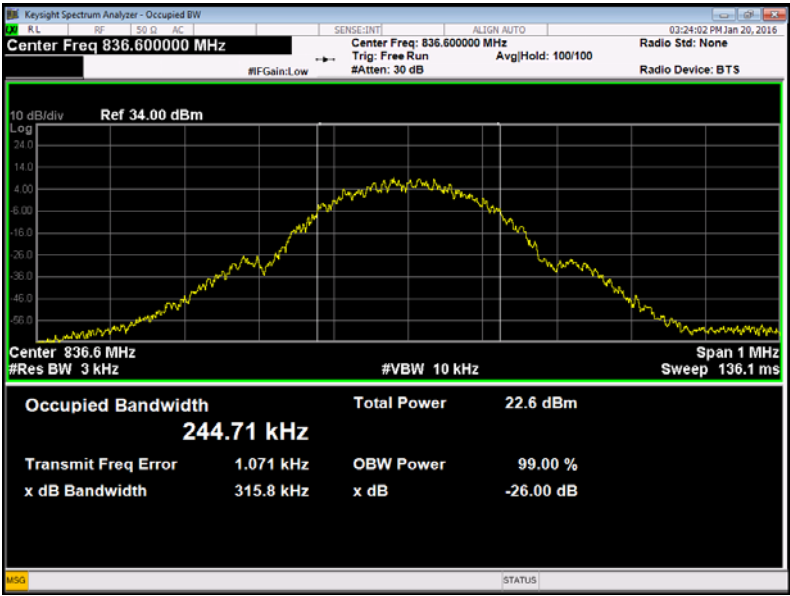 Keysight Spectrum Analyzer - Occupied BW
RL RF 50 Ω AC SENSE:INT ALIGN AUTO 03:24:02 PM Jan 20, 2016
Center Freq 836.600000 MHz Center Freq: 836.600000 MHz Radio Std: None
Trig: Free Run Avg|Hold: 100/100
#IFGain:Low #Atten: 30 dB Radio Device: BTS
10 dB/div Ref 34.00 dBm
Log
24.0
14.0
4.00
-6.00
-16.0
-26.0
-36.0
-46.0
-56.0
Center 836.6 MHz Span 1 MHz
#Res BW 3 kHz #VBW 10 kHz Sweep 136.1 ms
Occupied Bandwidth Total Power 22.6 dBm
244.71 kHz
Transmit Freq Error 1.071 kHz OBW Power 99.00 %
x dB Bandwidth 315.8 kHz x dB -26.00 dB
MSG STATUS